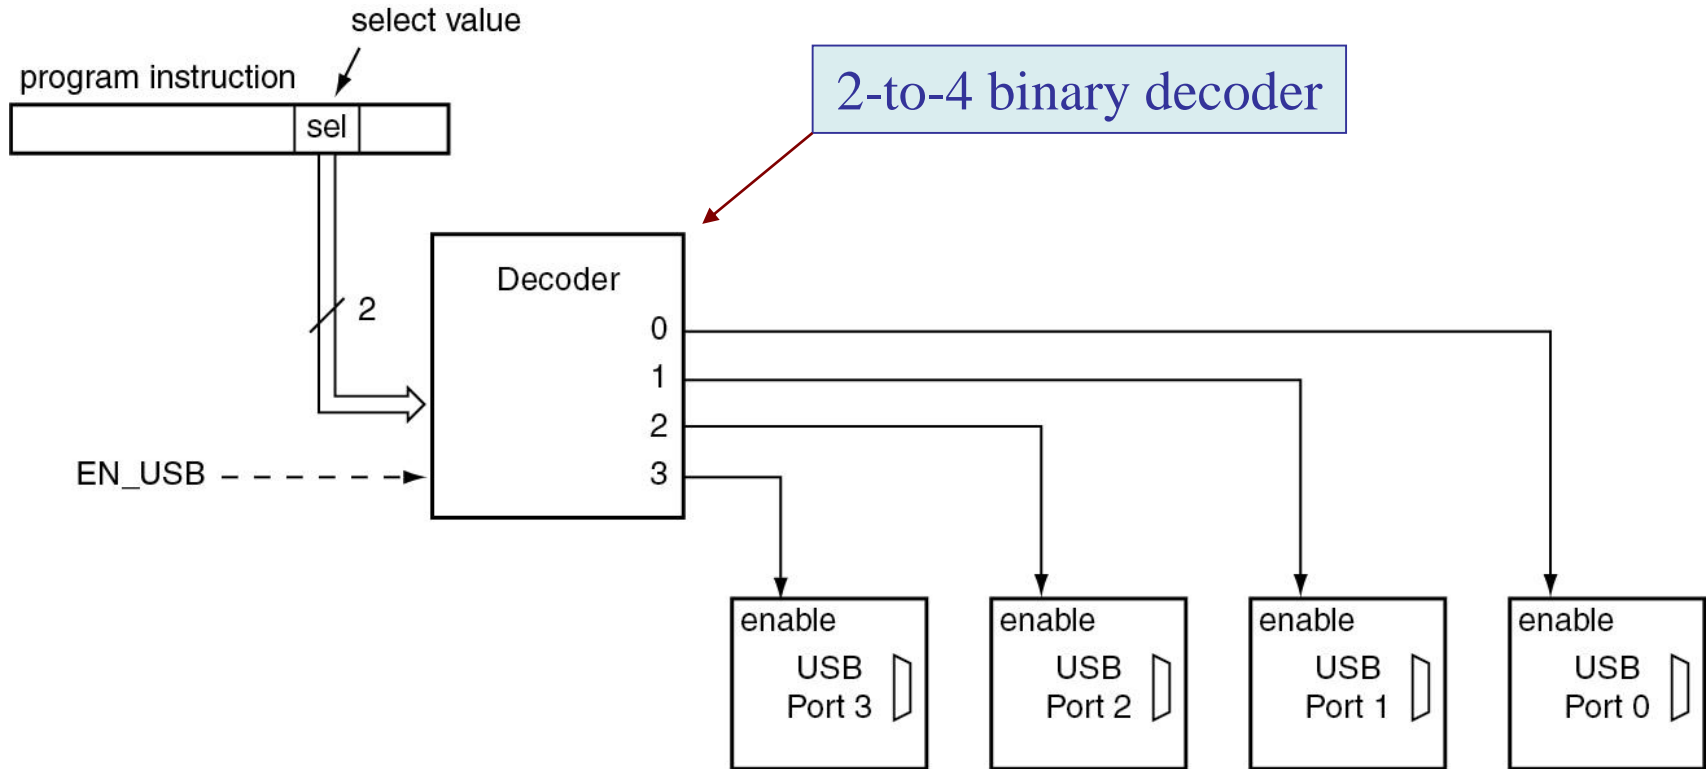 select value
program instruction
sel
2-to-4 binary decoder
Decoder
2
0
1
2
3
EN_USB
enable
USB
Port 3
enable
USB
Port 2
enable
USB
Port 1
enable
USB
Port 0